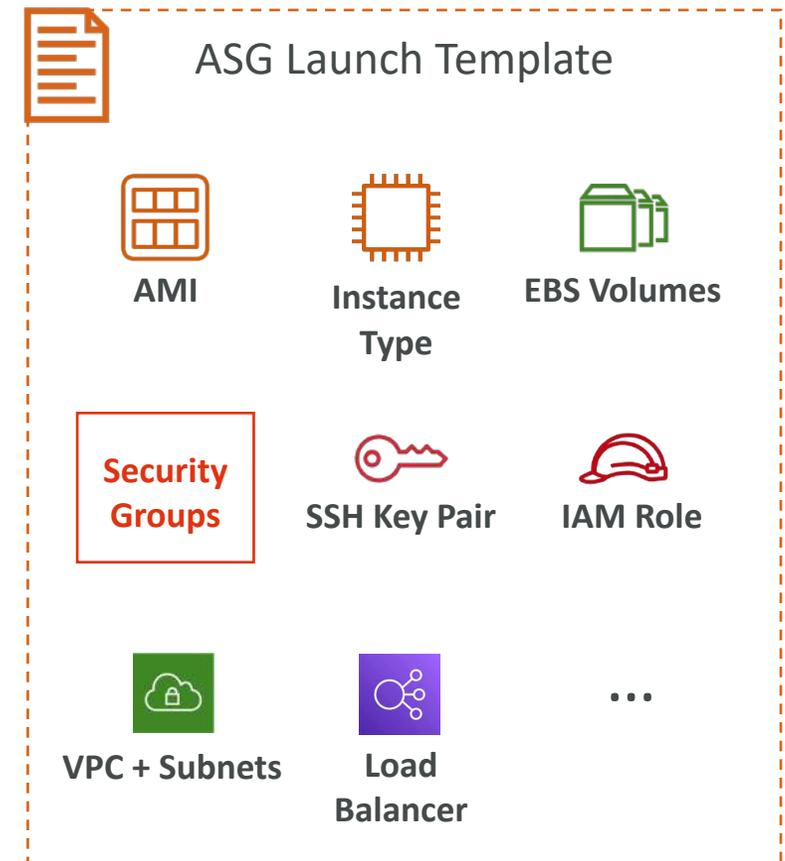 ASG Launch Template
AMI
Instance
Type
EBS Volumes
Security
Groups
SSH Key Pair
IAM Role
VPC + Subnets
Load
Balancer
...